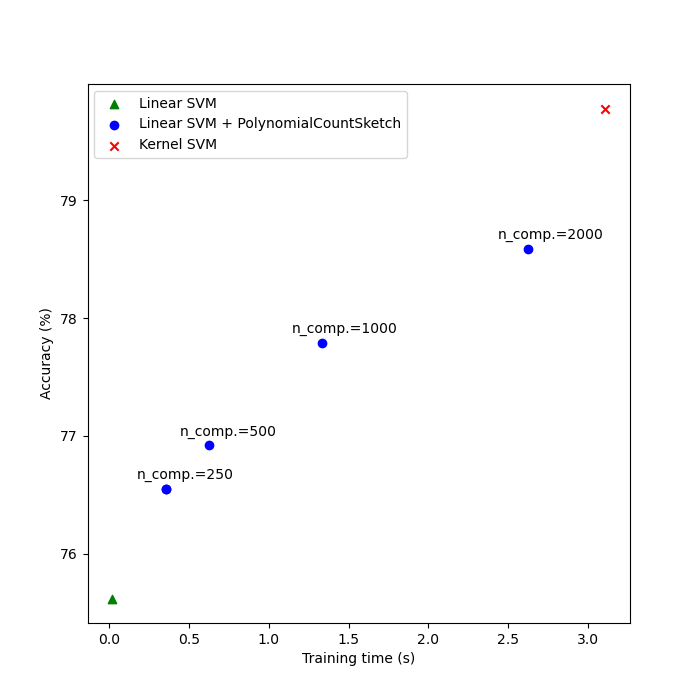 Linear SVM
Linear SVM + PolynomialCountSketch
Kernel SVM
79
n_comp.=2000
78
n_comp.=1000
77
n_comp.=500
n_comp.=250
76
Accuracy (%)
0.0 0.5 1.0 1.5 2.0 2.5 3.0
Training time (s)